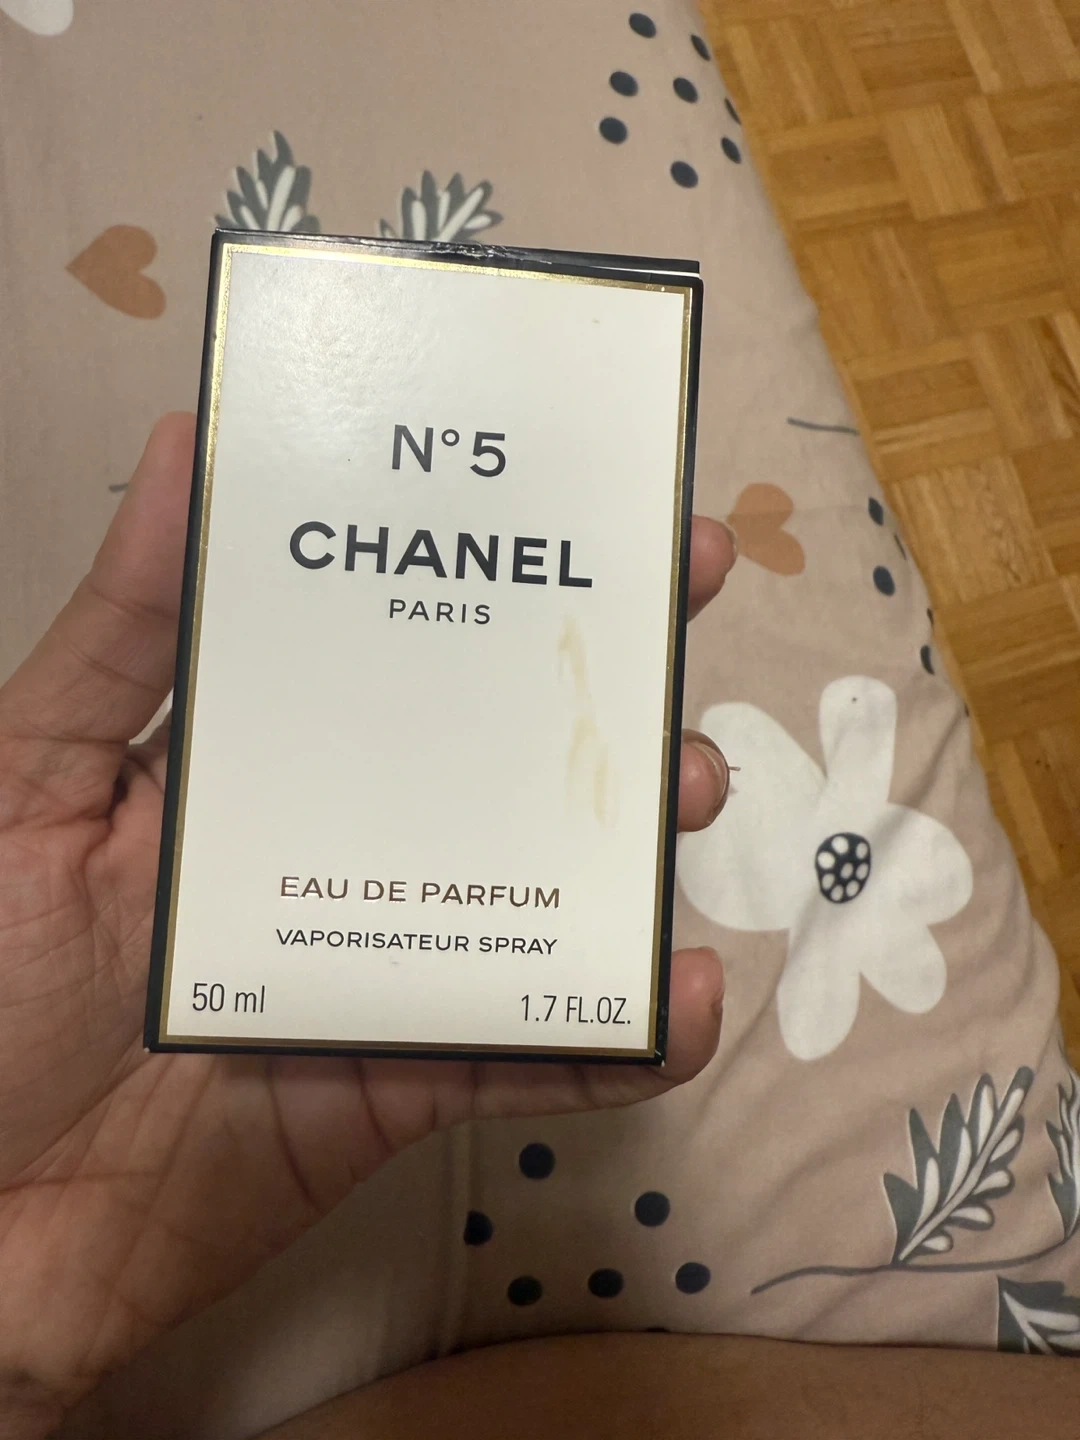 N°5
CHANEL
PARIS
EAU DE PARFUM
VAPORISATEUR SPRAY
50 ml 1.7 FL.OZ.